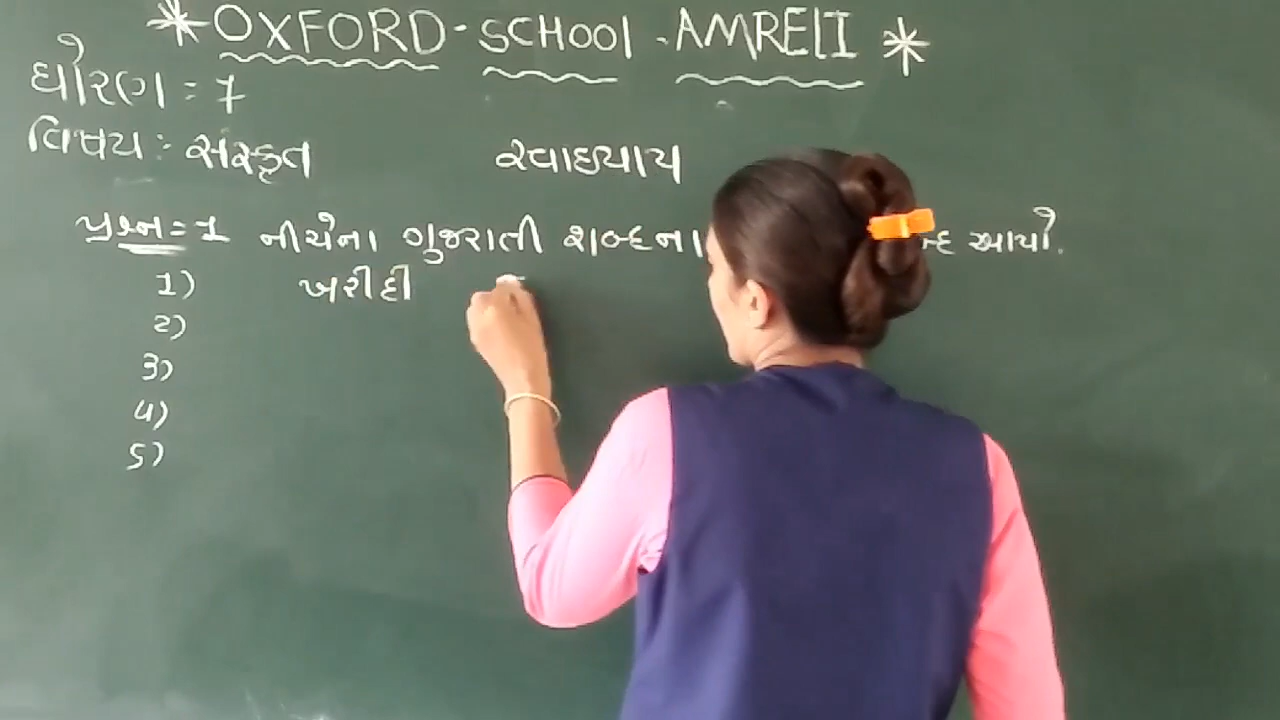 * OXFORD - SCHOOL - AMRELI *
ધોરણ : 7
વિષય : સંસ્કૃત
સ્વાધ્યાય
પ્રશ્ન = 1 નીચેના ગુજરાતી શબ્દના આપો.
1) ખરીદી
2)
3)
4)
5)